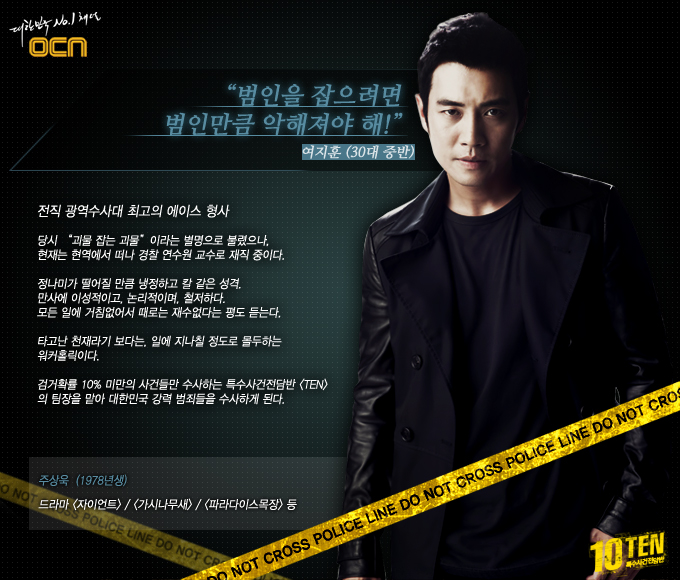 대한민국 No.1 채널
OCN
“범인을 잡으려면
범인만큼 악해져야 해!”
여지훈 (30대 중반)
전직 광역수사대 최고의 에이스 형사
당시 “괴물 잡는 괴물” 이라는 별명으로 불렸으나,
현재는 현역에서 떠나 경찰 연수원 교수로 재직 중이다.
정나미가 떨어질 만큼 냉정하고 칼 같은 성격.
만사에 이성적이고, 논리적이며, 철저하다.
모든 일에 거침없어서 때로는 재수없다는 평도 듣는다.
타고난 천재라기 보다는, 일에 지나칠 정도로 몰두하는
워커홀릭이다.
검거확률 10% 미만의 사건들만 수사하는 특수사건전담반 <TEN>
의 팀장을 맡아 대한민국 강력 범죄들을 수사하게 된다.
주상욱 (1978년생)
드라마 <자이언트> / <가시나무새> / <파라다이스목장> 등
DO NOT CROSS POLICE LINE DO NOT CROSS POLICE LINE DO NOT CROSS
DO NOT CROSS POLICE LINE DO NOT
10 TEN
특수사건전담반